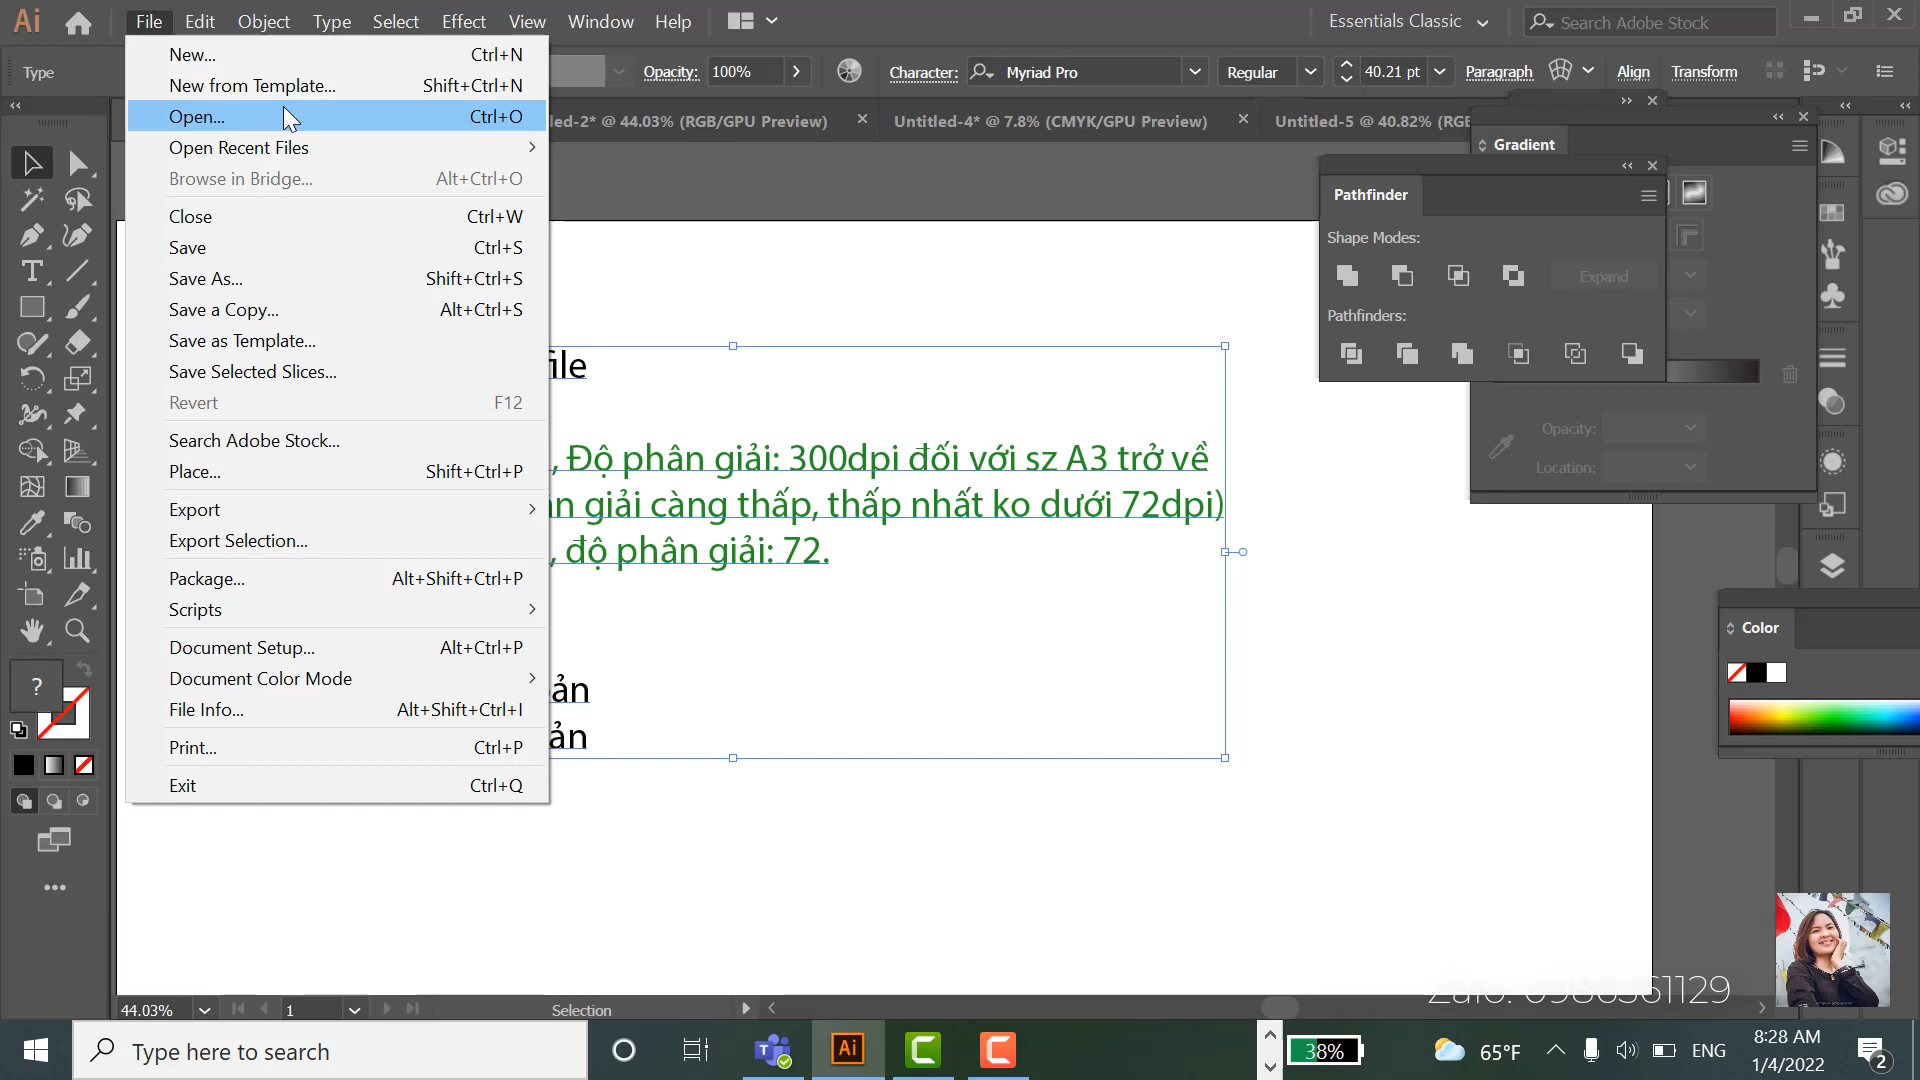 Ai File Edit Object Type Select Effect View Window Help Essentials Classic Search Adobe Stock
Type Opacity: 100% Character: Myriad Pro Regular 40.21 pt Paragraph Align Transform
New... Ctrl+N
New from Template... Shift+Ctrl+N
Open... Ctrl+O
Open Recent Files
Browse in Bridge... Alt+Ctrl+O
Close Ctrl+W
Save Ctrl+S
Save As... Shift+Ctrl+S
Save a Copy... Alt+Ctrl+S
Save as Template...
Save Selected Slices...
Revert F12
Search Adobe Stock...
Place... Shift+Ctrl+P
Export
Export Selection...
Package... Alt+Shift+Ctrl+P
Scripts
Document Setup... Alt+Ctrl+P
Document Color Mode
File Info... Alt+Shift+Ctrl+I
Print... Ctrl+P
Exit Ctrl+Q
led-2* @ 44.03% (RGB/GPU Preview) Untitled-4* @ 7.8% (CMYK/GPU Preview) Untitled-5 @ 40.82% (RG
Gradient
Pathfinder
Shape Modes:
Expand
Pathfinders:
Opacity:
Location:
file
, Độ phân giải: 300dpi đối với sz A3 trở về
ân giải càng thấp, thấp nhất ko dưới 72dpi)
, độ phân giải: 72.
ản
ản
?
Color
Zalo: 0986561129
44.03% 1 Selection
Type here to search Ai 38% 65°F ENG 8:28 AM
1/4/2022 2